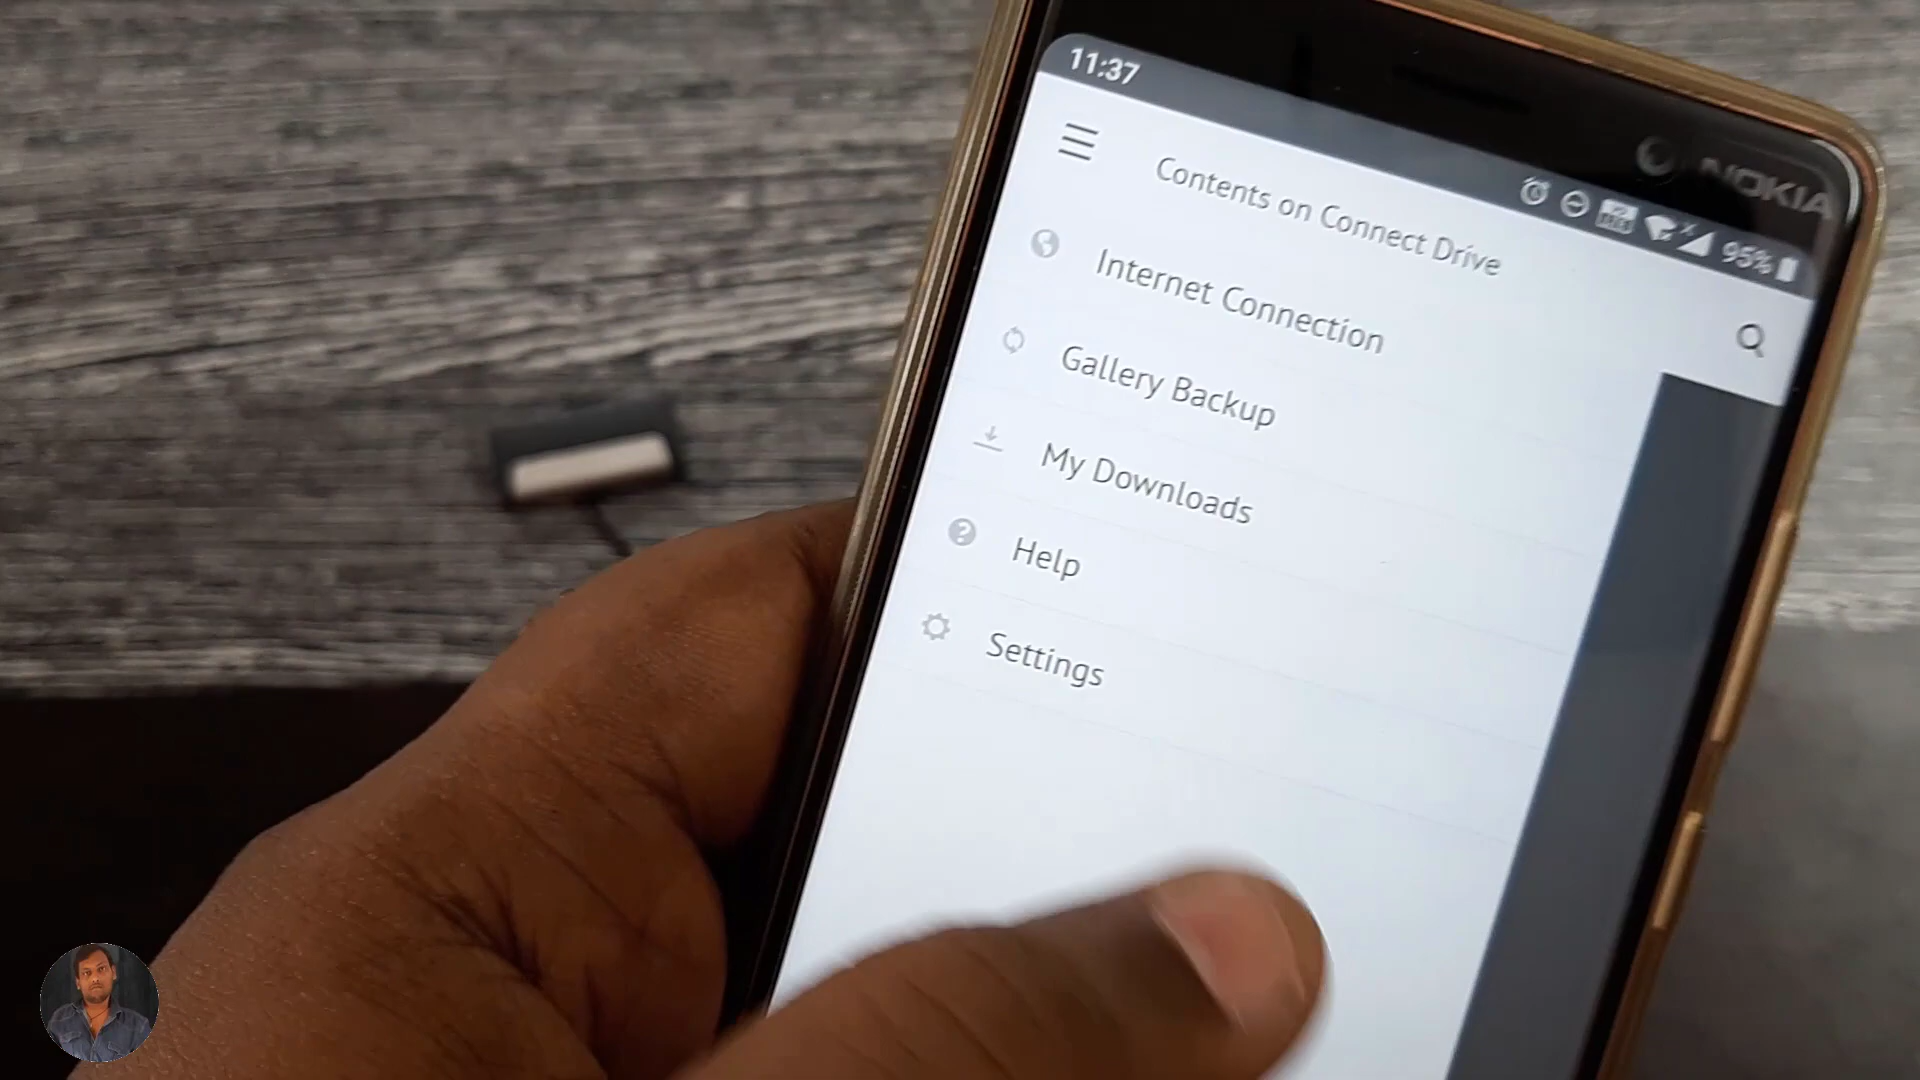 11:37
NOKIA
95%
Contents on Connect Drive
Internet Connection
Gallery Backup
My Downloads
Help
Settings